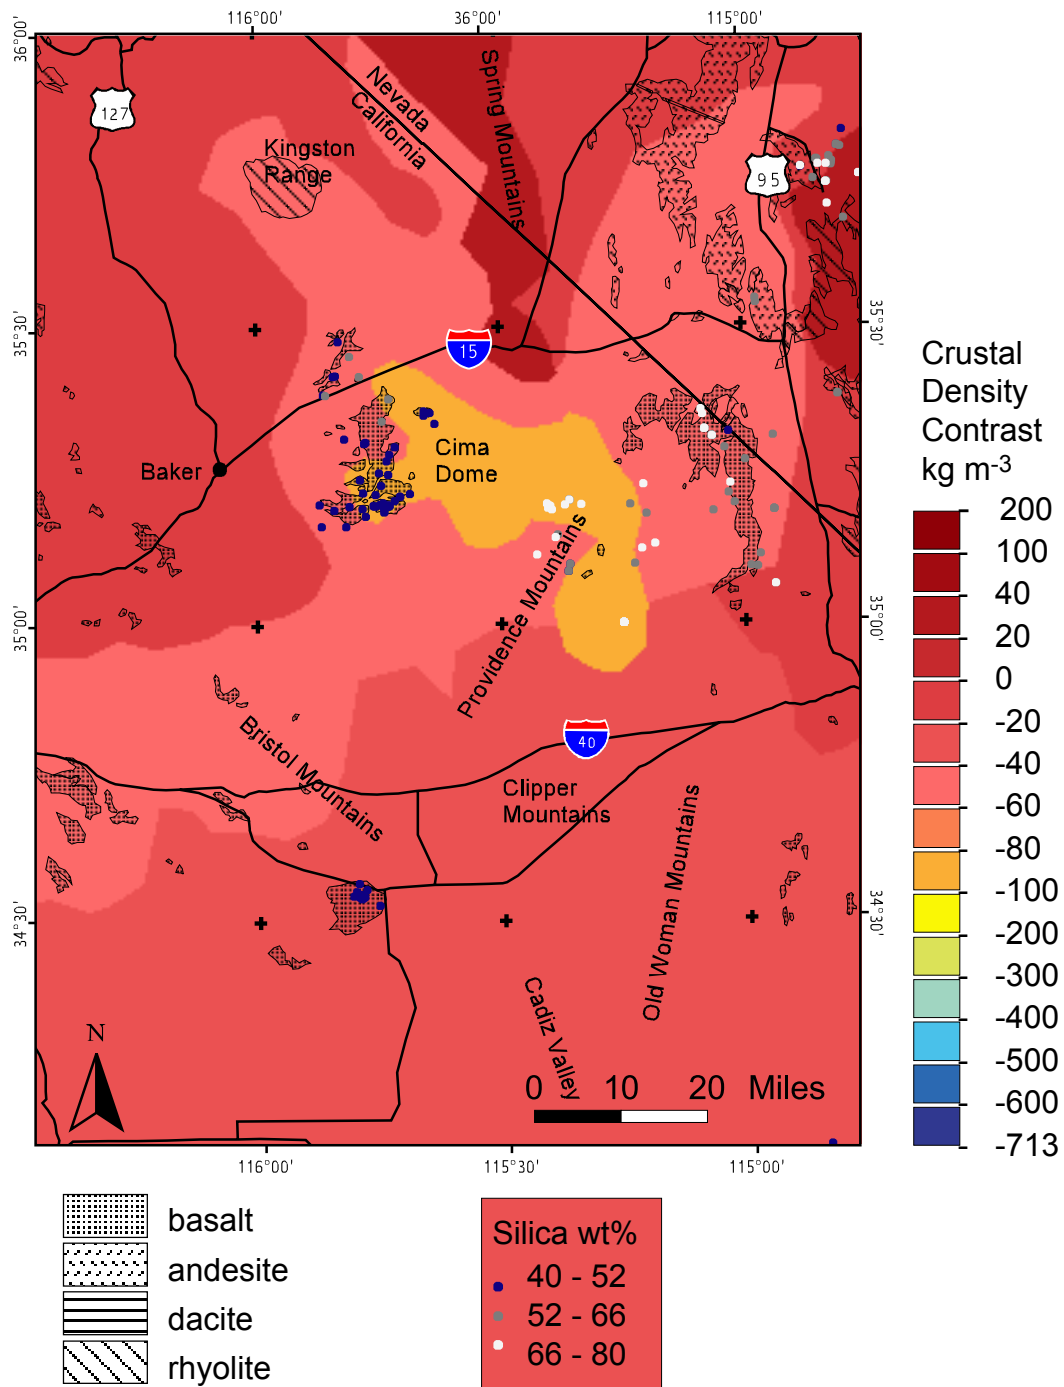 116°00'
36°00'
115°00'
36°00'
127
Nevada
California
Spring Mountains
Kingston
Range
95
35°30'
35°30'
15
Cima
Dome
Baker
Providence Mountains
35°00'
35°00'
Bristol Mountains
40
Clipper
Mountains
Old Woman Mountains
34°30'
34°30'
Cadiz Valley
N
0 10 20 Miles
116°00'
115°30'
115°00'
Crustal
Density
Contrast
kg m-3
200
100
40
20
0
-20
-40
-60
-80
-100
-200
-300
-400
-500
-600
-713
basalt
andesite
dacite
rhyolite
Silica wt%
40 - 52
52 - 66
66 - 80